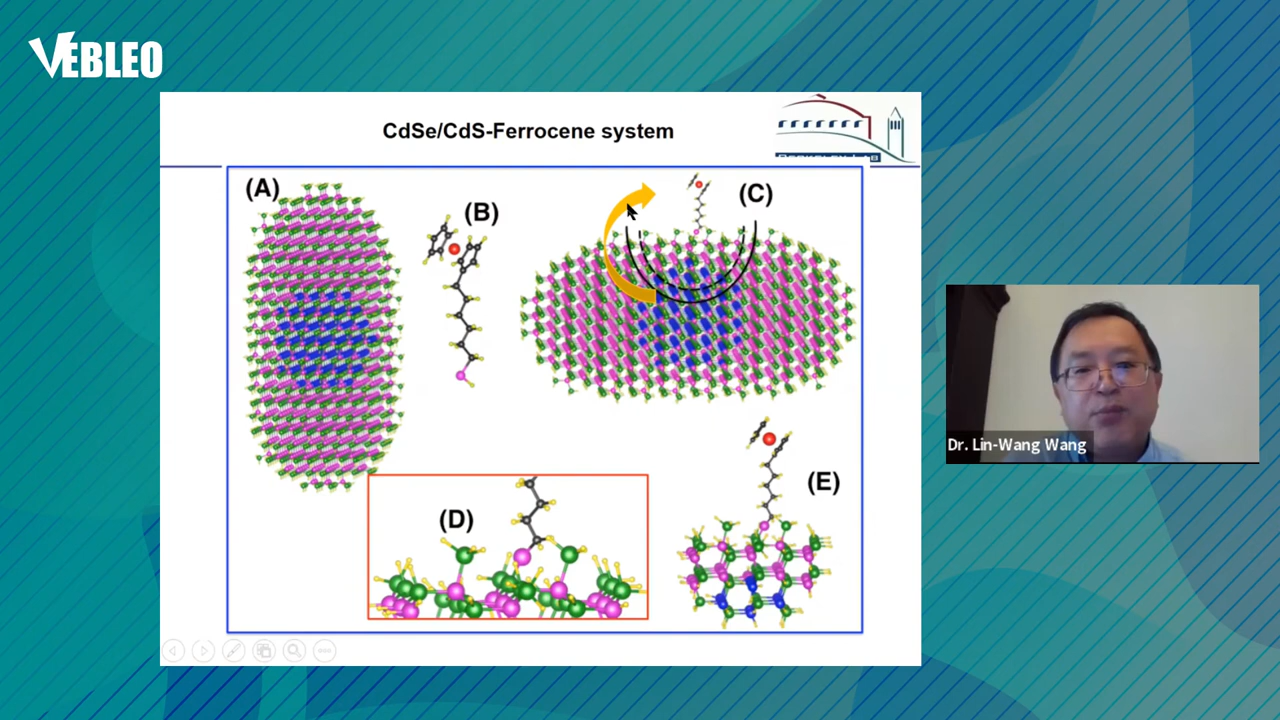 VEBLEO
CdSe/CdS-Ferrocene system
(A)
(B)
(C)
(D)
(E)
Dr. Lin-Wang Wang